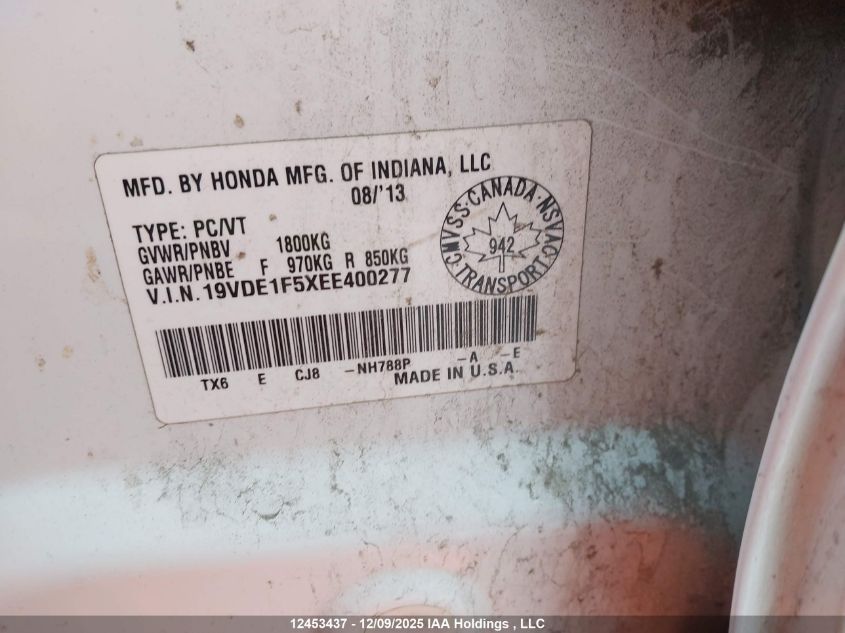 MFD. BY HONDA MFG. OF INDIANA, LLC
08/'13
TYPE: PC/VT
GVWR/PNBV 1800KG
GAWR/PNBE F 970KG R 850KG
V.I.N. 19VDE1F5XEE400277
CMVSS·CANADA·NSVAC
942
TRANSPORT
TX6 E CJ8 -NH788P -A -E
MADE IN U.S.A.
12453437 - 12/09/2025 IAA Holdings , LLC